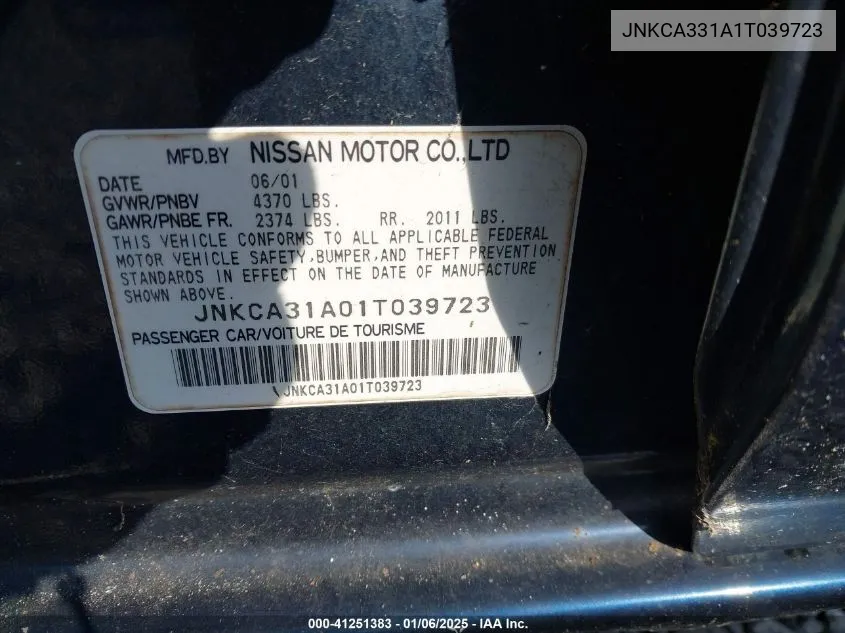 JNKCA331A1T039723
MFD.BY NISSAN MOTOR CO.,LTD
DATE 06/01
GVWR/PNBV 4370 LBS.
GAWR/PNBE FR. 2374 LBS. RR. 2011 LBS.
THIS VEHICLE CONFORMS TO ALL APPLICABLE FEDERAL
MOTOR VEHICLE SAFETY,BUMPER,AND THEFT PREVENTION
STANDARDS IN EFFECT ON THE DATE OF MANUFACTURE
SHOWN ABOVE.
JNKCA31A01T039723
PASSENGER CAR/VOITURE DE TOURISME
JNKCA31A01T039723
000-41251383 - 01/06/2025 - IAA Inc.